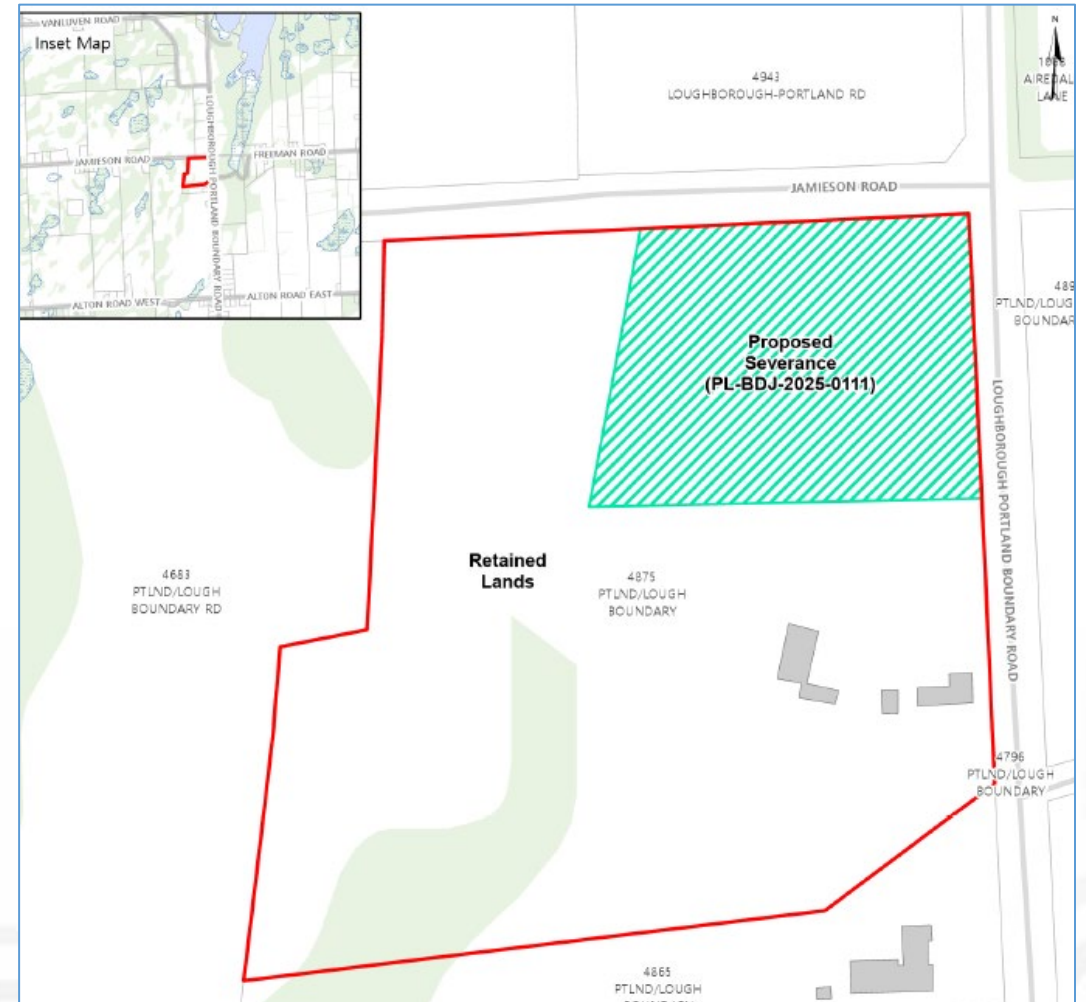 VANLUVEN ROAD
Inset Map
LOUGHBOROUGH PORTLAND BOUNDARY ROAD
JAMIESON ROAD
FREEMAN ROAD
ALTON ROAD WEST
ALTON ROAD EAST
N
4943
LOUGHBOROUGH-PORTLAND RD
LANE
JAMIESON ROAD
Proposed
Severance
(PL-BDJ-2025-0111)
PTLND/LOUG
BOUNDAR
LOUGHBOROUGH PORTLAND BOUNDARY ROAD
Retained
Lands
4683
PTLND/LOUGH
BOUNDARY RD
4875
PTLND/LOUGH
BOUNDARY
4796
PTLND/LOUGH
BOUNDARY
4865
PTLND/LOUGH